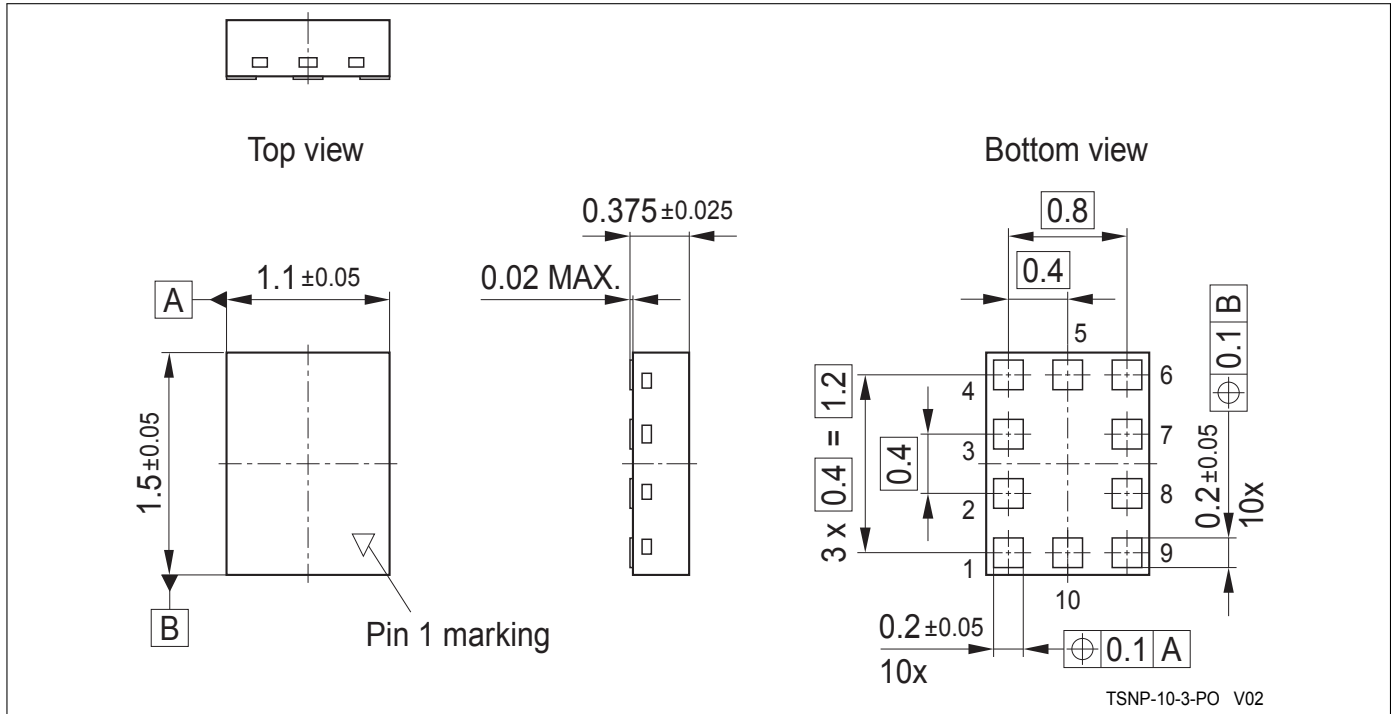 Top view
Bottom view
0.375 ±0.025
0.8
0.02 MAX.
0.4
1.1 ±0.05
A
1.5 ±0.05
B
Pin 1 marking
5
4
6
3
7
2
8
1
9
10
3 x 0.4 = 1.2
0.4
⌖ 0.1 B
0.2 ±0.05
10x
0.2 ±0.05
10x
⌖ 0.1 A
TSNP-10-3-PO V02